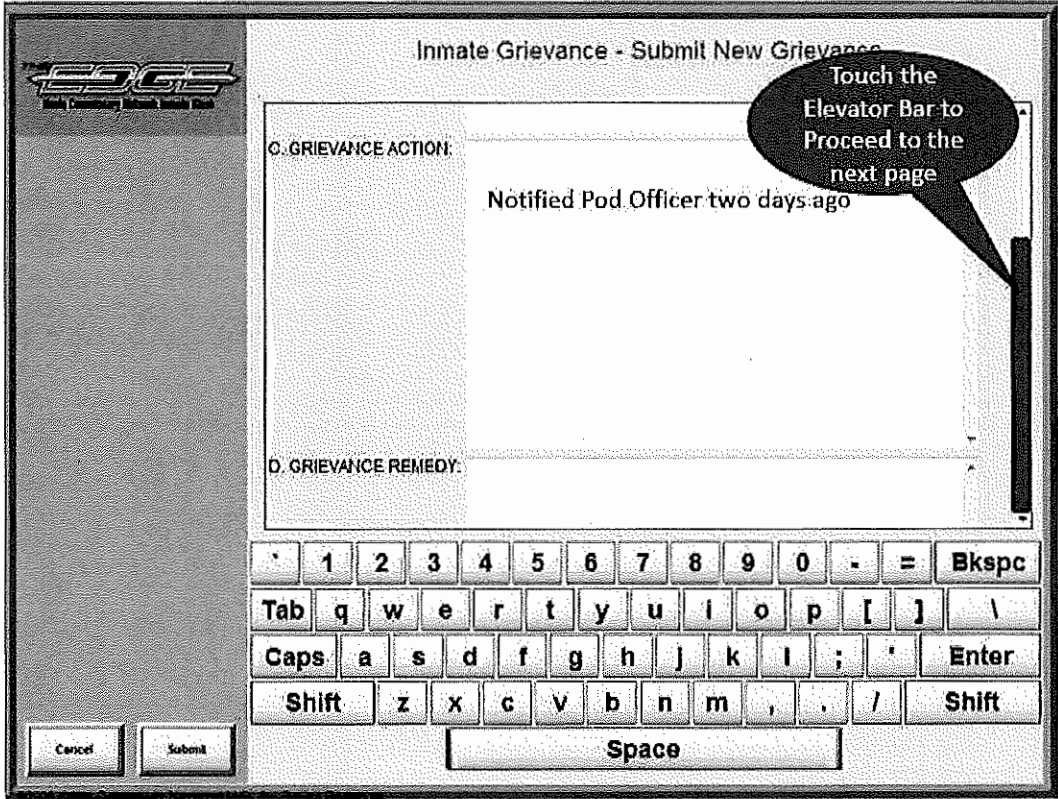 Inmate Grievance - Submit New Grievance
EDGE
Touch the
Elevator Bar to
Proceed to the
next page
C. GRIEVANCE ACTION:
Notified Pod Officer two days ago
D. GRIEVANCE REMEDY:
` 1 2 3 4 5 6 7 8 9 0 - = Bkspc
Tab q w e r t y u i o p [ ] \
Caps a s d f g h j k l ; ' Enter
Shift z x c v b n m , . / Shift
Space
Cancel Submit